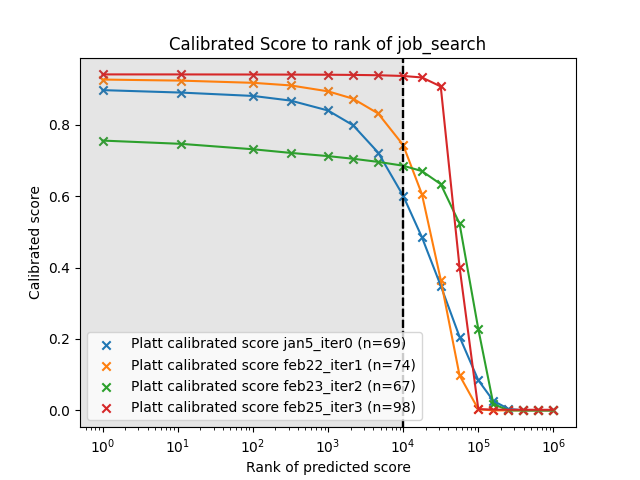 Calibrated Score to rank of job_search
Calibrated score
0.8
0.6
0.4
0.2
0.0
Platt calibrated score jan5_iter0 (n=69)
Platt calibrated score feb22_iter1 (n=74)
Platt calibrated score feb23_iter2 (n=67)
Platt calibrated score feb25_iter3 (n=98)
10⁰ 10¹ 10² 10³ 10⁴ 10⁵ 10⁶
Rank of predicted score